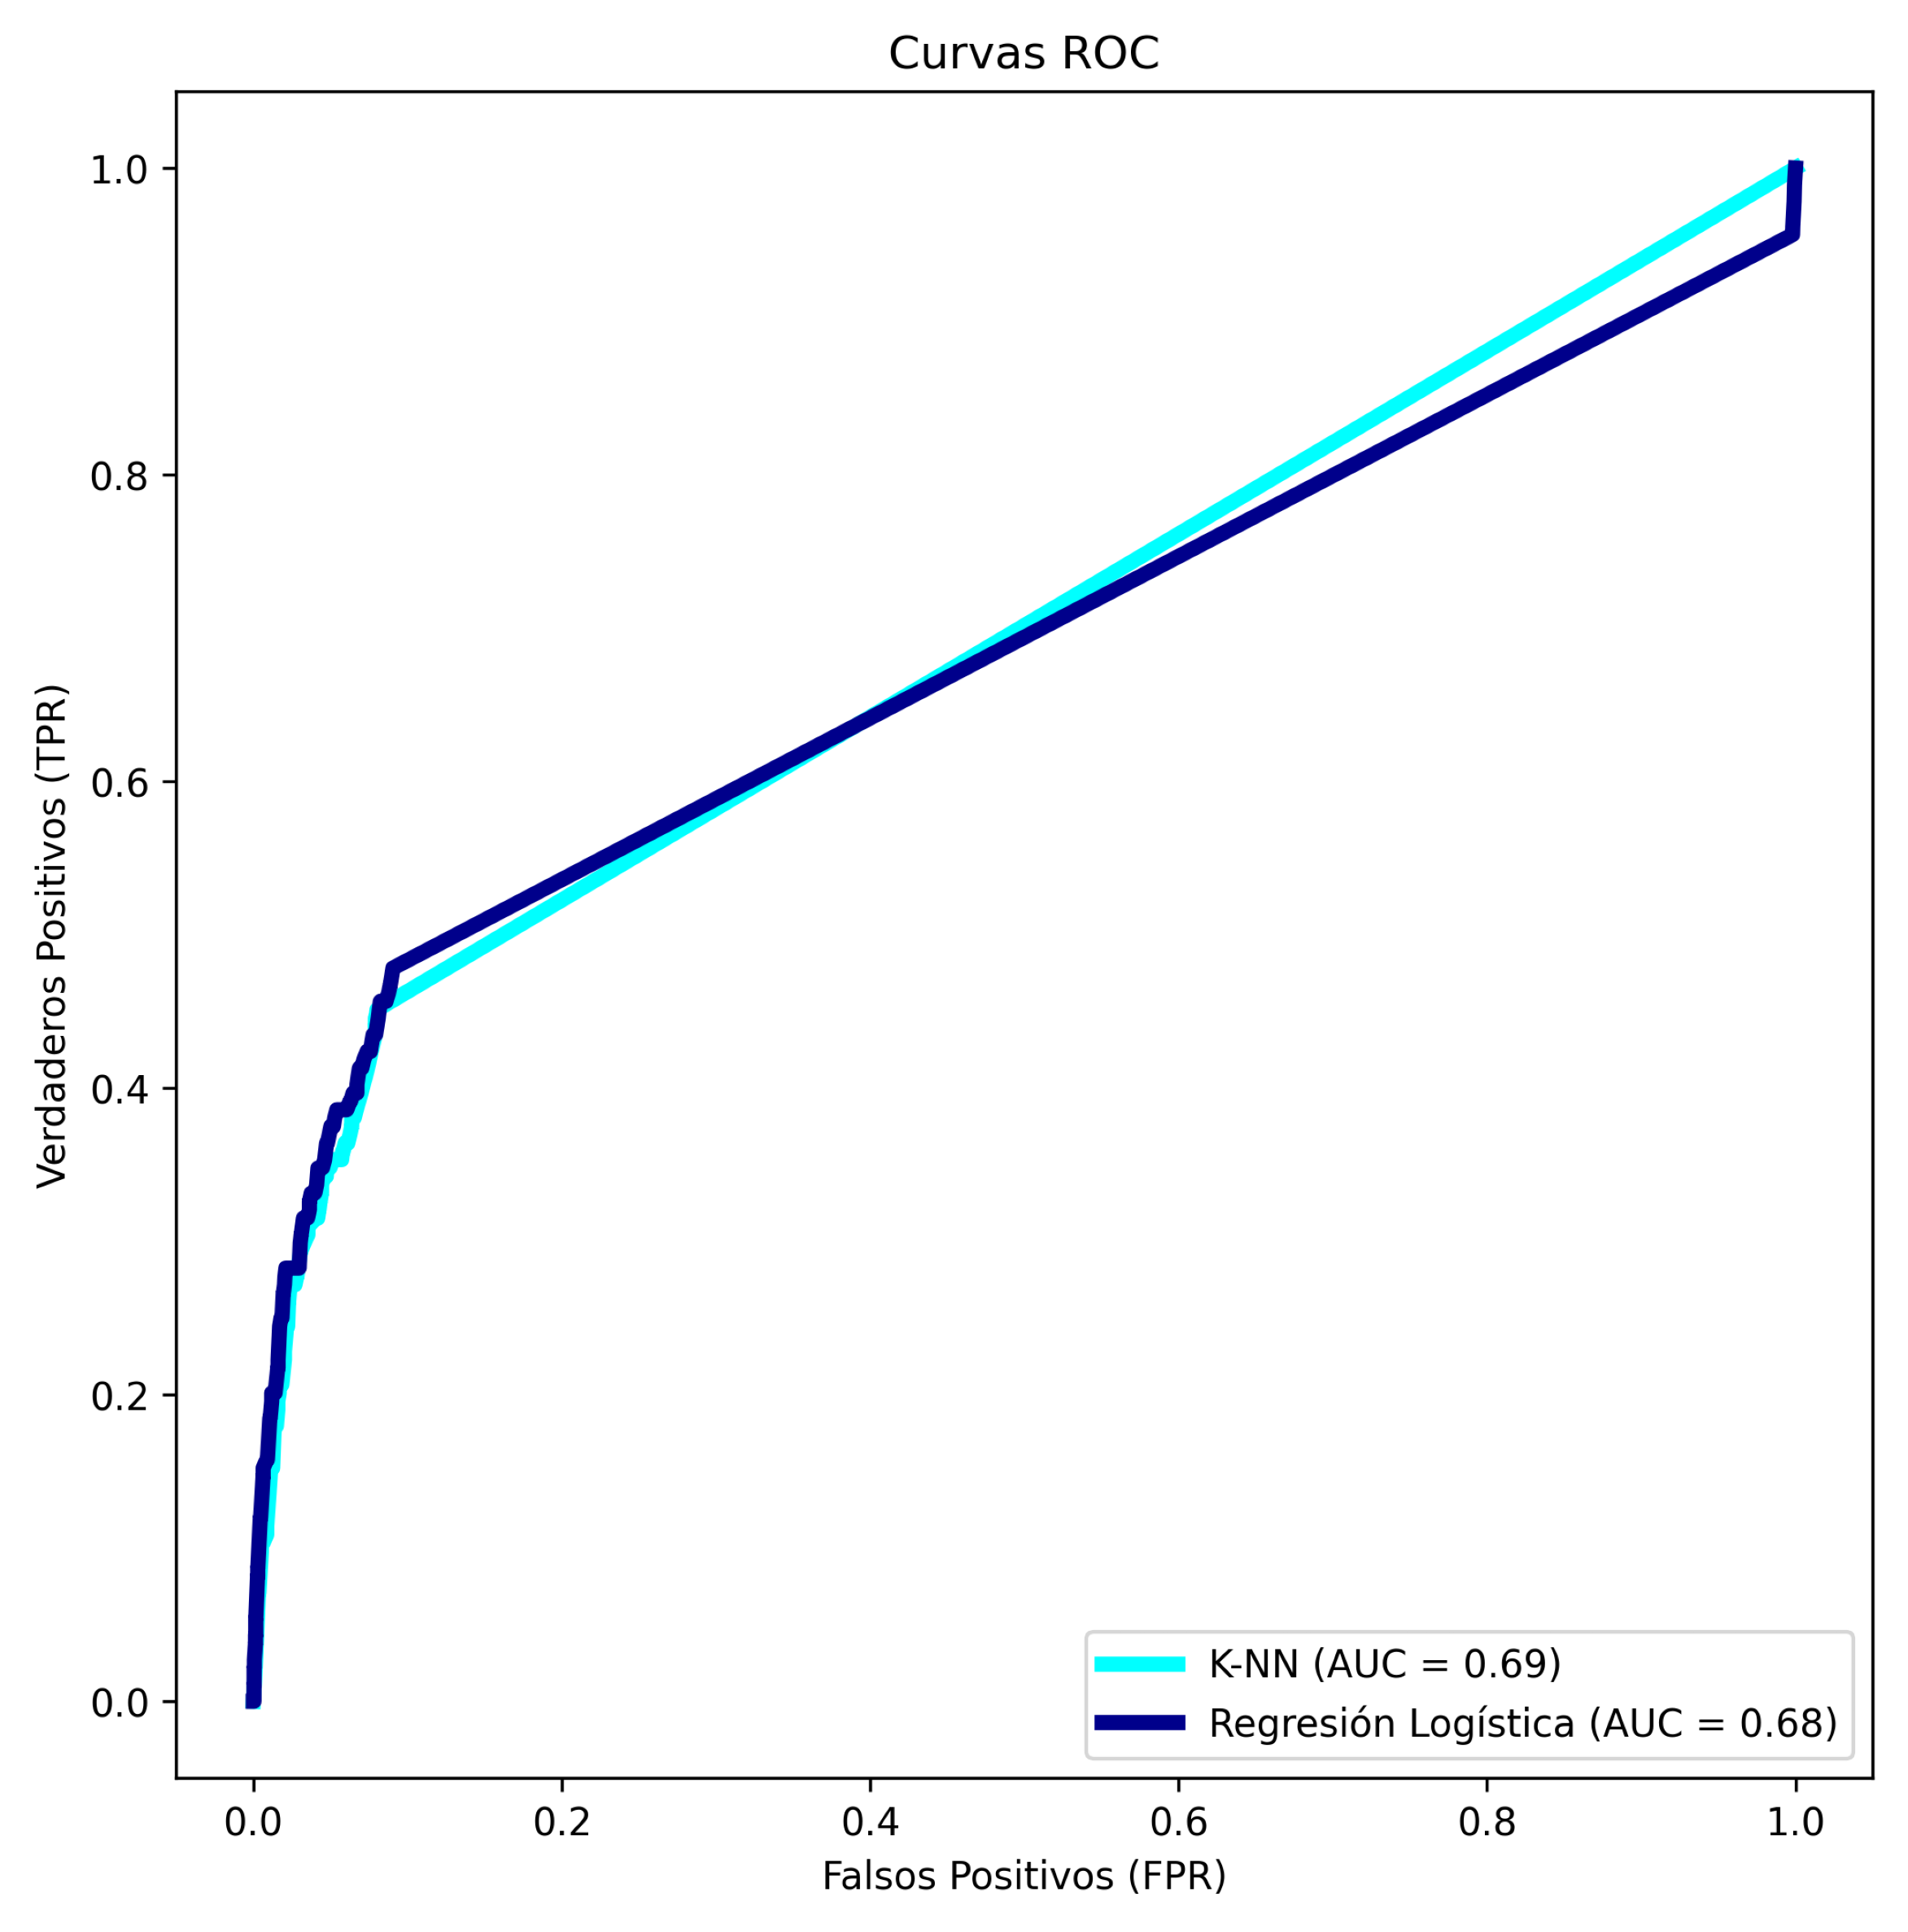 Curvas ROC
Verdaderos Positivos (TPR)
1.0
0.8
0.6
0.4
0.2
0.0
K-NN (AUC = 0.69)
Regresión Logística (AUC = 0.68)
0.0 0.2 0.4 0.6 0.8 1.0
Falsos Positivos (FPR)